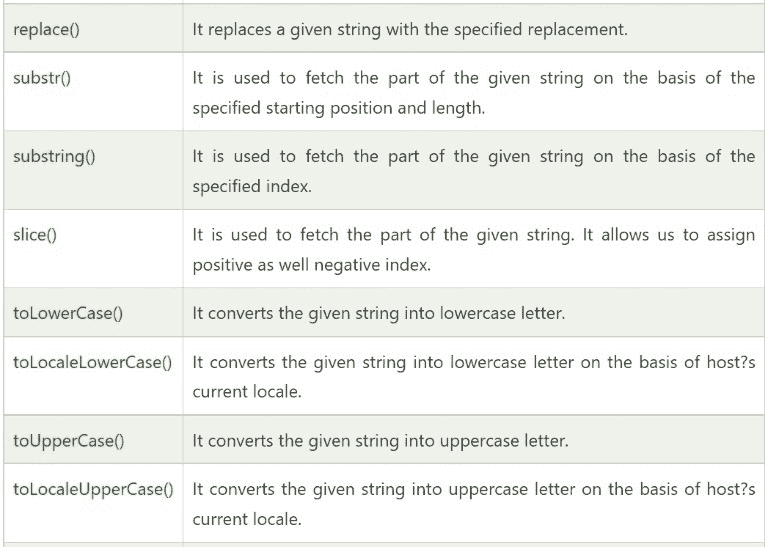 replace() It replaces a given string with the specified replacement.
substr() It is used to fetch the part of the given string on the basis of the
specified starting position and length.
substring() It is used to fetch the part of the given string on the basis of the
specified index.
slice() It is used to fetch the part of the given string. It allows us to assign
positive as well negative index.
toLowerCase() It converts the given string into lowercase letter.
toLocaleLowerCase() It converts the given string into lowercase letter on the basis of host?s
current locale.
toUpperCase() It converts the given string into uppercase letter.
toLocaleUpperCase() It converts the given string into uppercase letter on the basis of host?s
current locale.